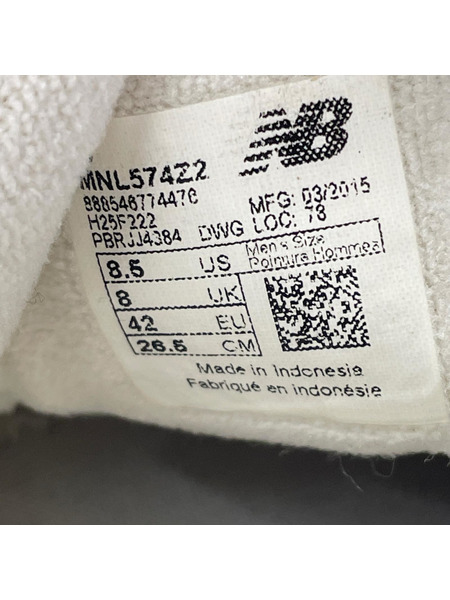 NB
MNL574Z2
888546774476
MFG: 03/2015
H25F222
LOC: 78
PBRJJ4384 DWG
8.5 US
Men's Size
Pointure Hommes
8 UK
42 EU
26.5 CM
Made in Indonesia
Fabriqué en Indonésie